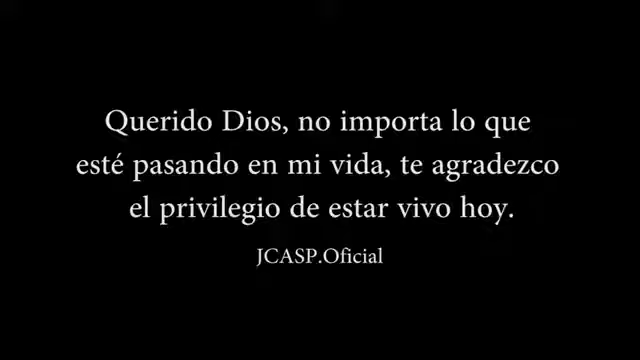 Querido Dios, no importa lo que
esté pasando en mi vida, te agradezco
el privilegio de estar vivo hoy.
JCASP.Oficial